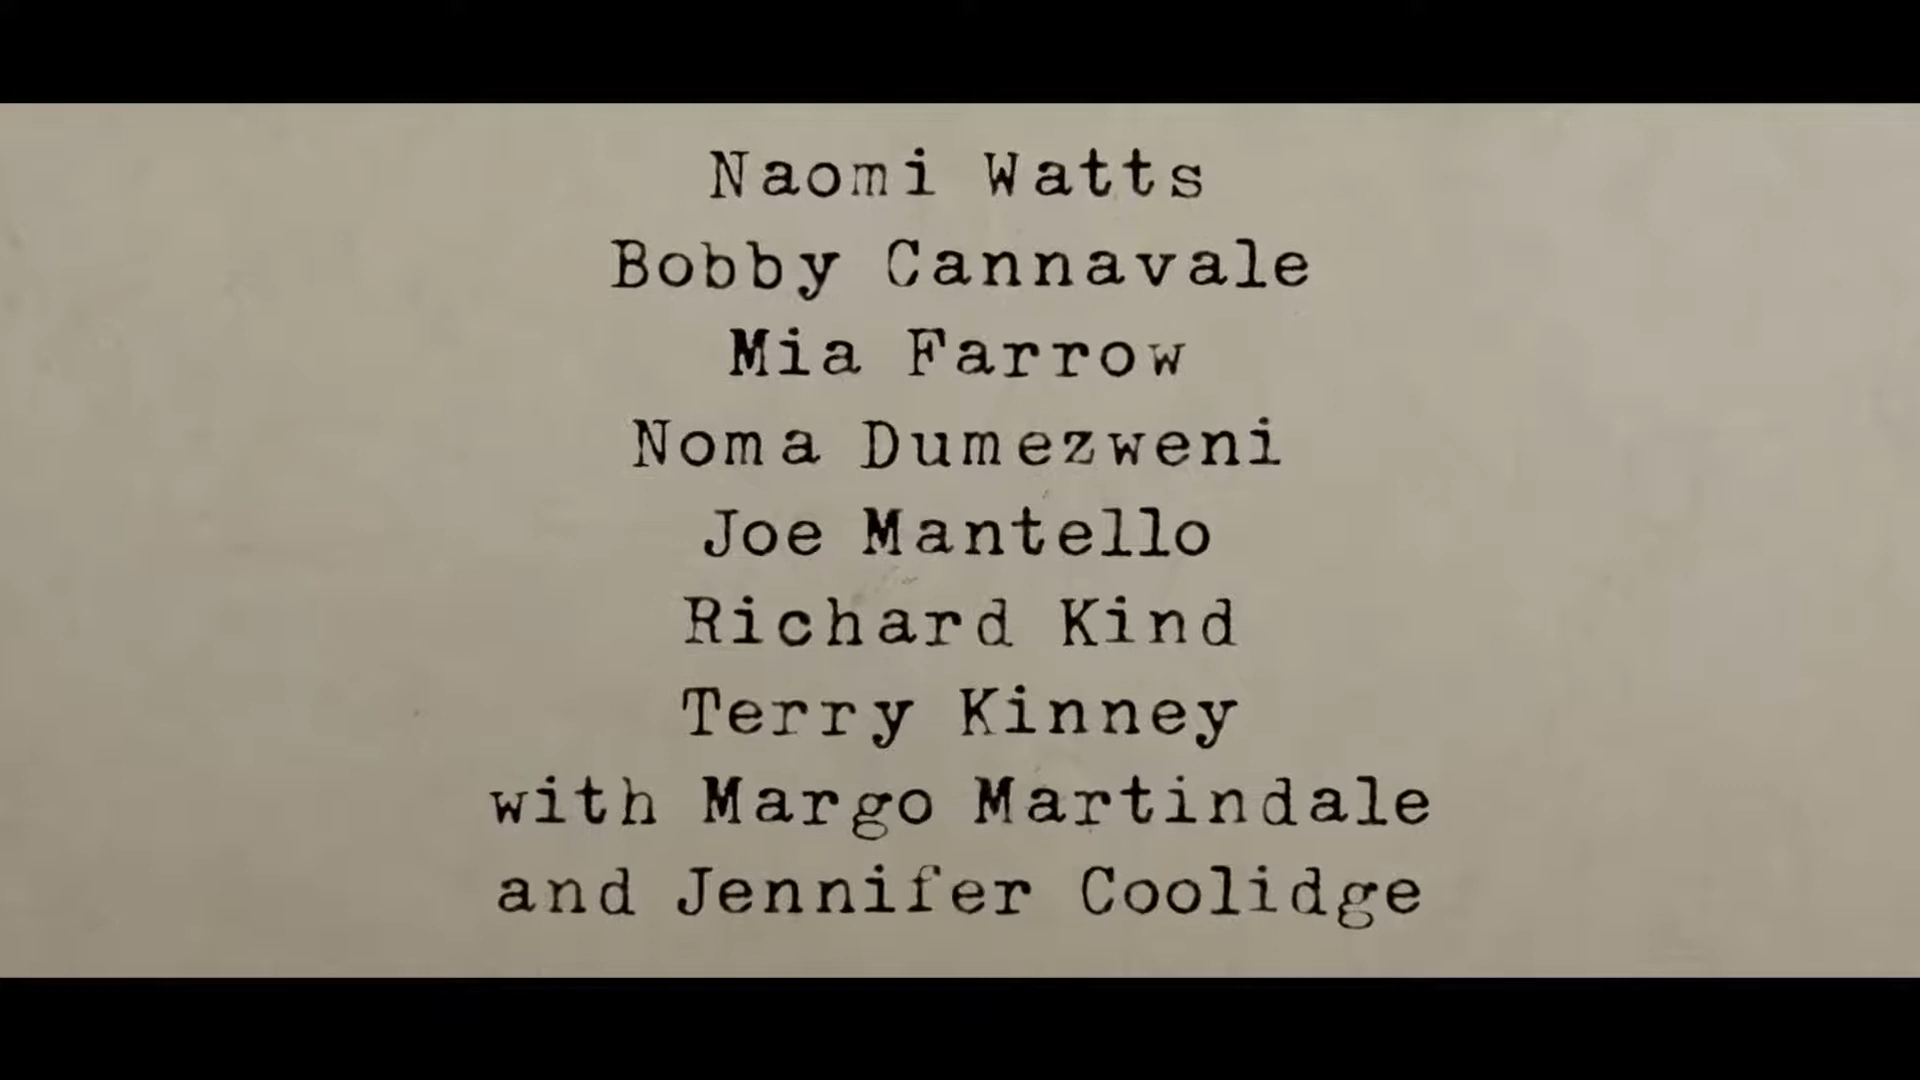 Naomi Watts
Bobby Cannavale
Mia Farrow
Noma Dumezweni
Joe Mantello
Richard Kind
Terry Kinney
with Margo Martindale
and Jennifer Coolidge